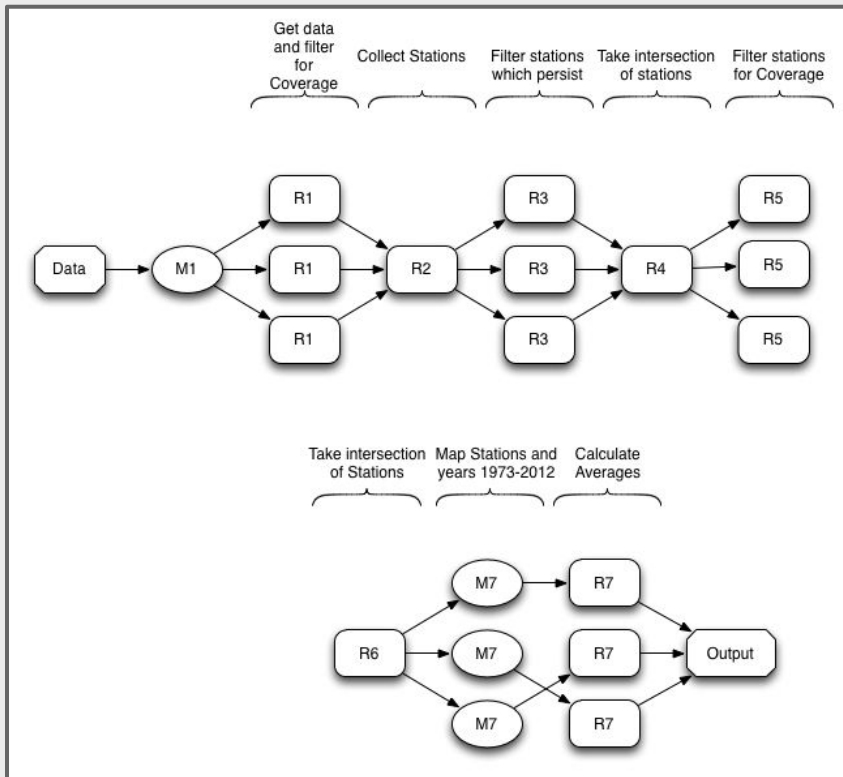 Get data
and filter
for
Coverage
Collect Stations
Filter stations
which persist
Take intersection
of stations
Filter stations
for Coverage
R1
R3
R5
Data
M1
R1
R2
R3
R4
R5
R1
R3
R5
Take intersection
of Stations
Map Stations and
years 1973-2012
Calculate
Averages
M7
R7
R6
M7
R7
Output
M7
R7